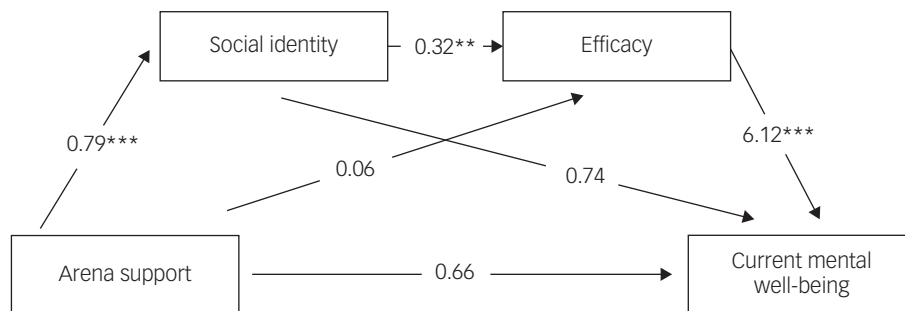 Social identity
0.32**
Efficacy
0.79***
6.12***
0.06
0.74
Arena support
0.66
Current mental
well-being